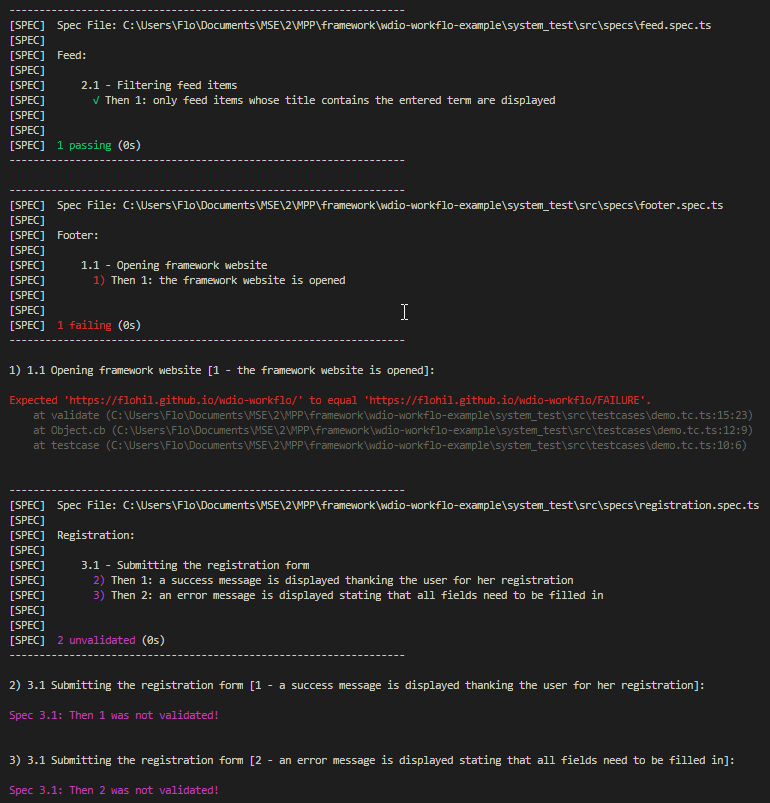 ------------------------------------------------------------------
[SPEC]  Spec File: C:\Users\Flo\Documents\MSE\2\MPP\framework\wdio-workflo-example\system_test\src\specs\feed.spec.ts
[SPEC]
[SPEC]  Feed:
[SPEC]
[SPEC]      2.1 - Filtering feed items
[SPEC]        √ Then 1: only feed items whose title contains the entered term are displayed
[SPEC]
[SPEC]
[SPEC]  1 passing (0s)
------------------------------------------------------------------
------------------------------------------------------------------
[SPEC]  Spec File: C:\Users\Flo\Documents\MSE\2\MPP\framework\wdio-workflo-example\system_test\src\specs\footer.spec.ts
[SPEC]
[SPEC]  Footer:
[SPEC]
[SPEC]      1.1 - Opening framework website
[SPEC]        1) Then 1: the framework website is opened
[SPEC]
[SPEC]
[SPEC]  1 failing (0s)
------------------------------------------------------------------
1) 1.1 Opening framework website [1 - the framework website is opened]:
Expected 'https://flohil.github.io/wdio-workflo/' to equal 'https://flohil.github.io/wdio-workflo/FAILURE'.
    at validate (C:\Users\Flo\Documents\MSE\2\MPP\framework\wdio-workflo-example\system_test\src\testcases\demo.tc.ts:15:23)
    at Object.cb (C:\Users\Flo\Documents\MSE\2\MPP\framework\wdio-workflo-example\system_test\src\testcases\demo.tc.ts:12:9)
    at testcase (C:\Users\Flo\Documents\MSE\2\MPP\framework\wdio-workflo-example\system_test\src\testcases\demo.tc.ts:10:6)
------------------------------------------------------------------
[SPEC]  Spec File: C:\Users\Flo\Documents\MSE\2\MPP\framework\wdio-workflo-example\system_test\src\specs\registration.spec.ts
[SPEC]
[SPEC]  Registration:
[SPEC]
[SPEC]      3.1 - Submitting the registration form
[SPEC]        2) Then 1: a success message is displayed thanking the user for her registration
[SPEC]        3) Then 2: an error message is displayed stating that all fields need to be filled in
[SPEC]
[SPEC]
[SPEC]  2 unvalidated (0s)
------------------------------------------------------------------
2) 3.1 Submitting the registration form [1 - a success message is displayed thanking the user for her registration]:
Spec 3.1: Then 1 was not validated!
3) 3.1 Submitting the registration form [2 - an error message is displayed stating that all fields need to be filled in]:
Spec 3.1: Then 2 was not validated!